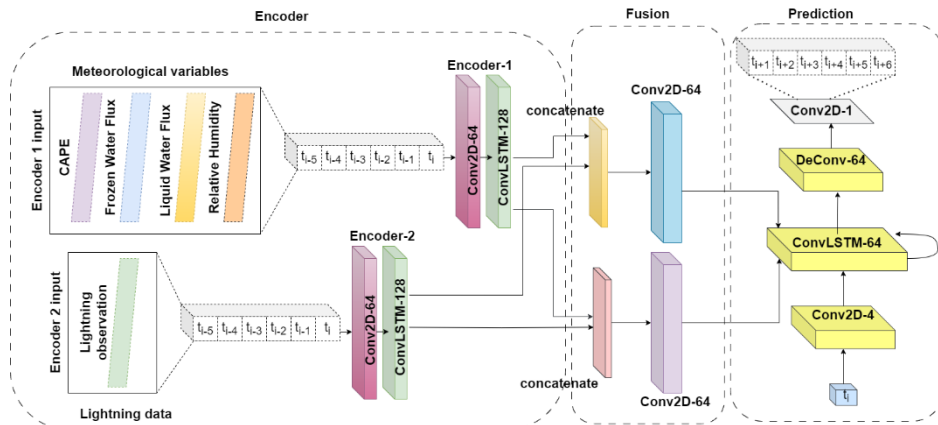 Encoder
Fusion
Prediction
Meteorological variables
Encoder 1 input
CAPE
Frozen Water Flux
Liquid Water Flux
Relative Humidity
t_{i-5} t_{i-4} t_{i-3} t_{i-2} t_{i-1} t_i
Encoder-1
Conv2D-64
ConvLSTM-128
concatenate
Conv2D-64
t_{i+1} t_{i+2} t_{i+3} t_{i+4} t_{i+5} t_{i+6}
Conv2D-1
DeConv-64
ConvLSTM-64
Conv2D-4
t_i
Encoder 2 input
Lightning
observation
Lightning data
t_{i-5} t_{i-4} t_{i-3} t_{i-2} t_{i-1} t_i
Encoder-2
Conv2D-64
ConvLSTM-128
concatenate
Conv2D-64